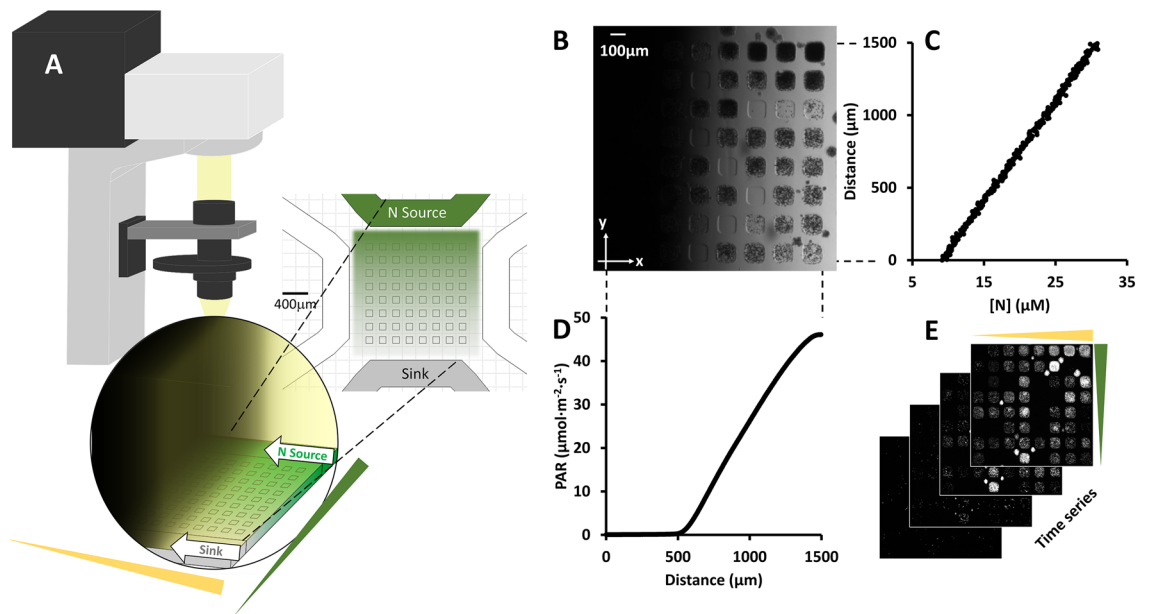 A
N Source
400µm
Sink
N Source
Sink
B
100µm
y
x
C
1500
1000
500
0
Distance (µm)
5
15
25
35
[N] (µM)
D
50
40
30
20
10
0
PAR (µmol·m⁻²·s⁻¹)
0
500
1000
1500
Distance (µm)
E
Time series